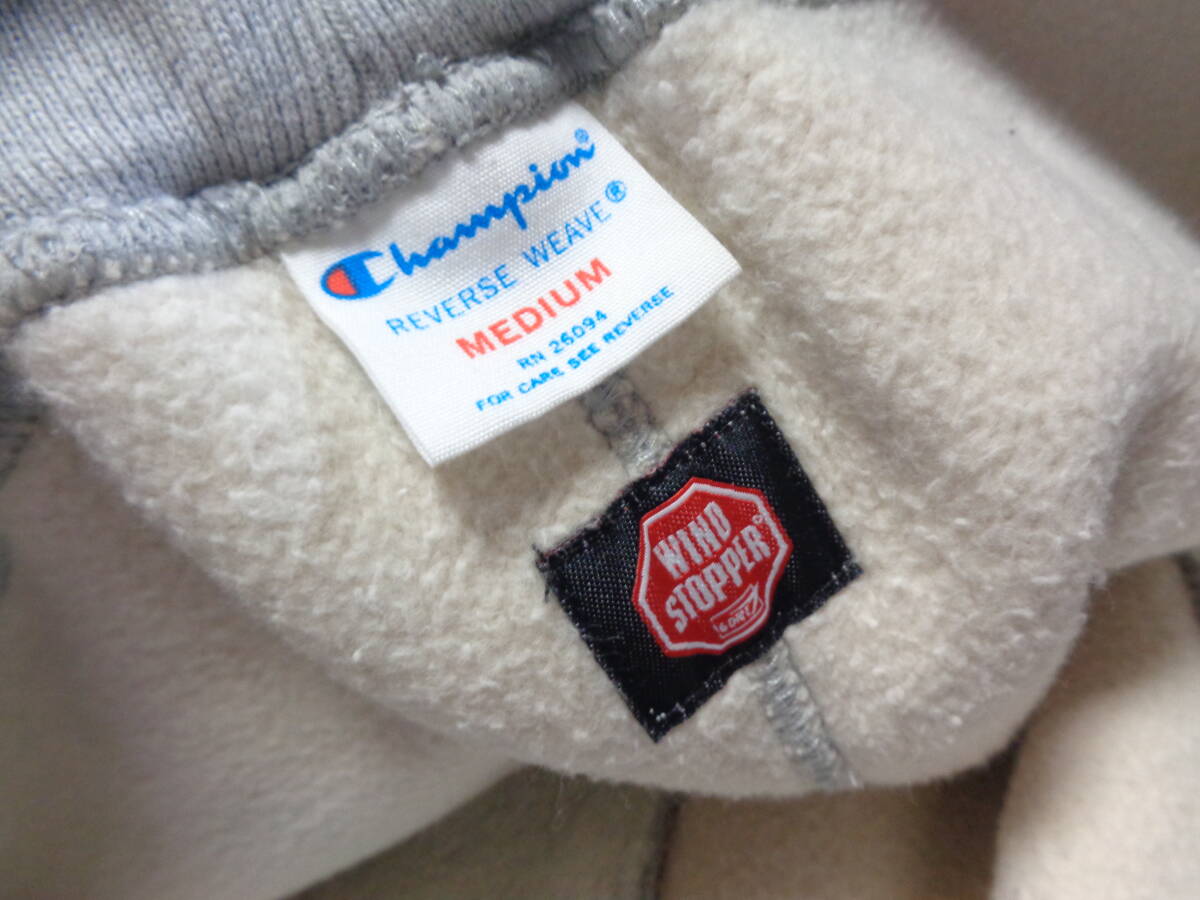 Champion®
REVERSE WEAVE®
MEDIUM
RN 26094
FOR CARE SEE REVERSE
WIND
STOPPER®